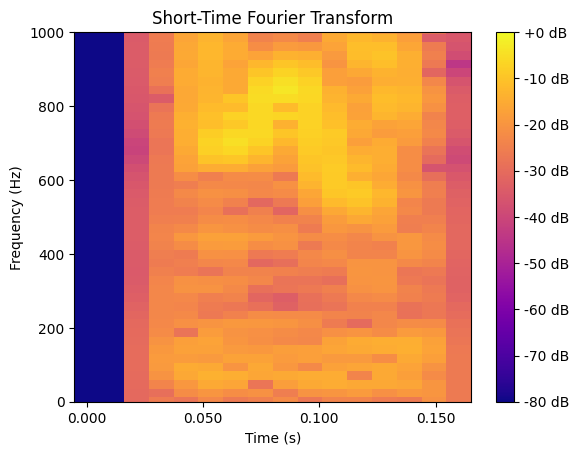 Short-Time Fourier Transform
1000
800
600
400
200
0
Frequency (Hz)
0.000
0.050
0.100
0.150
Time (s)
+0 dB
-10 dB
-20 dB
-30 dB
-40 dB
-50 dB
-60 dB
-70 dB
-80 dB